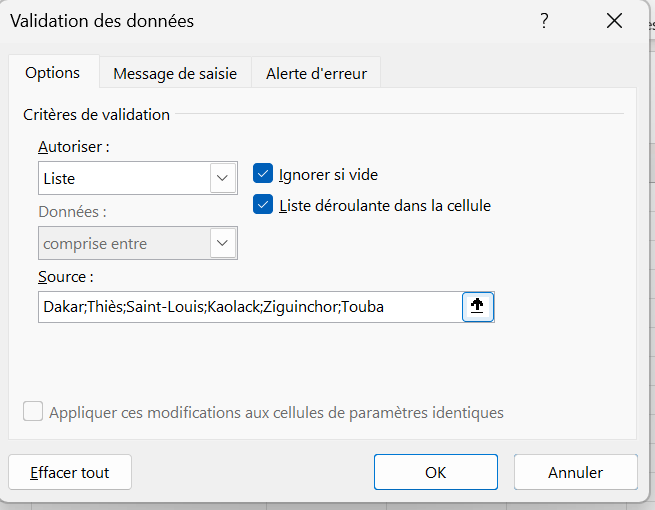 Validation des données
?
Options
Message de saisie
Alerte d'erreur
Critères de validation
Autoriser :
Liste
Ignorer si vide
Données :
Liste déroulante dans la cellule
comprise entre
Source :
Dakar;Thiès;Saint-Louis;Kaolack;Ziguinchor;Touba
Appliquer ces modifications aux cellules de paramètres identiques
Effacer tout
OK
Annuler